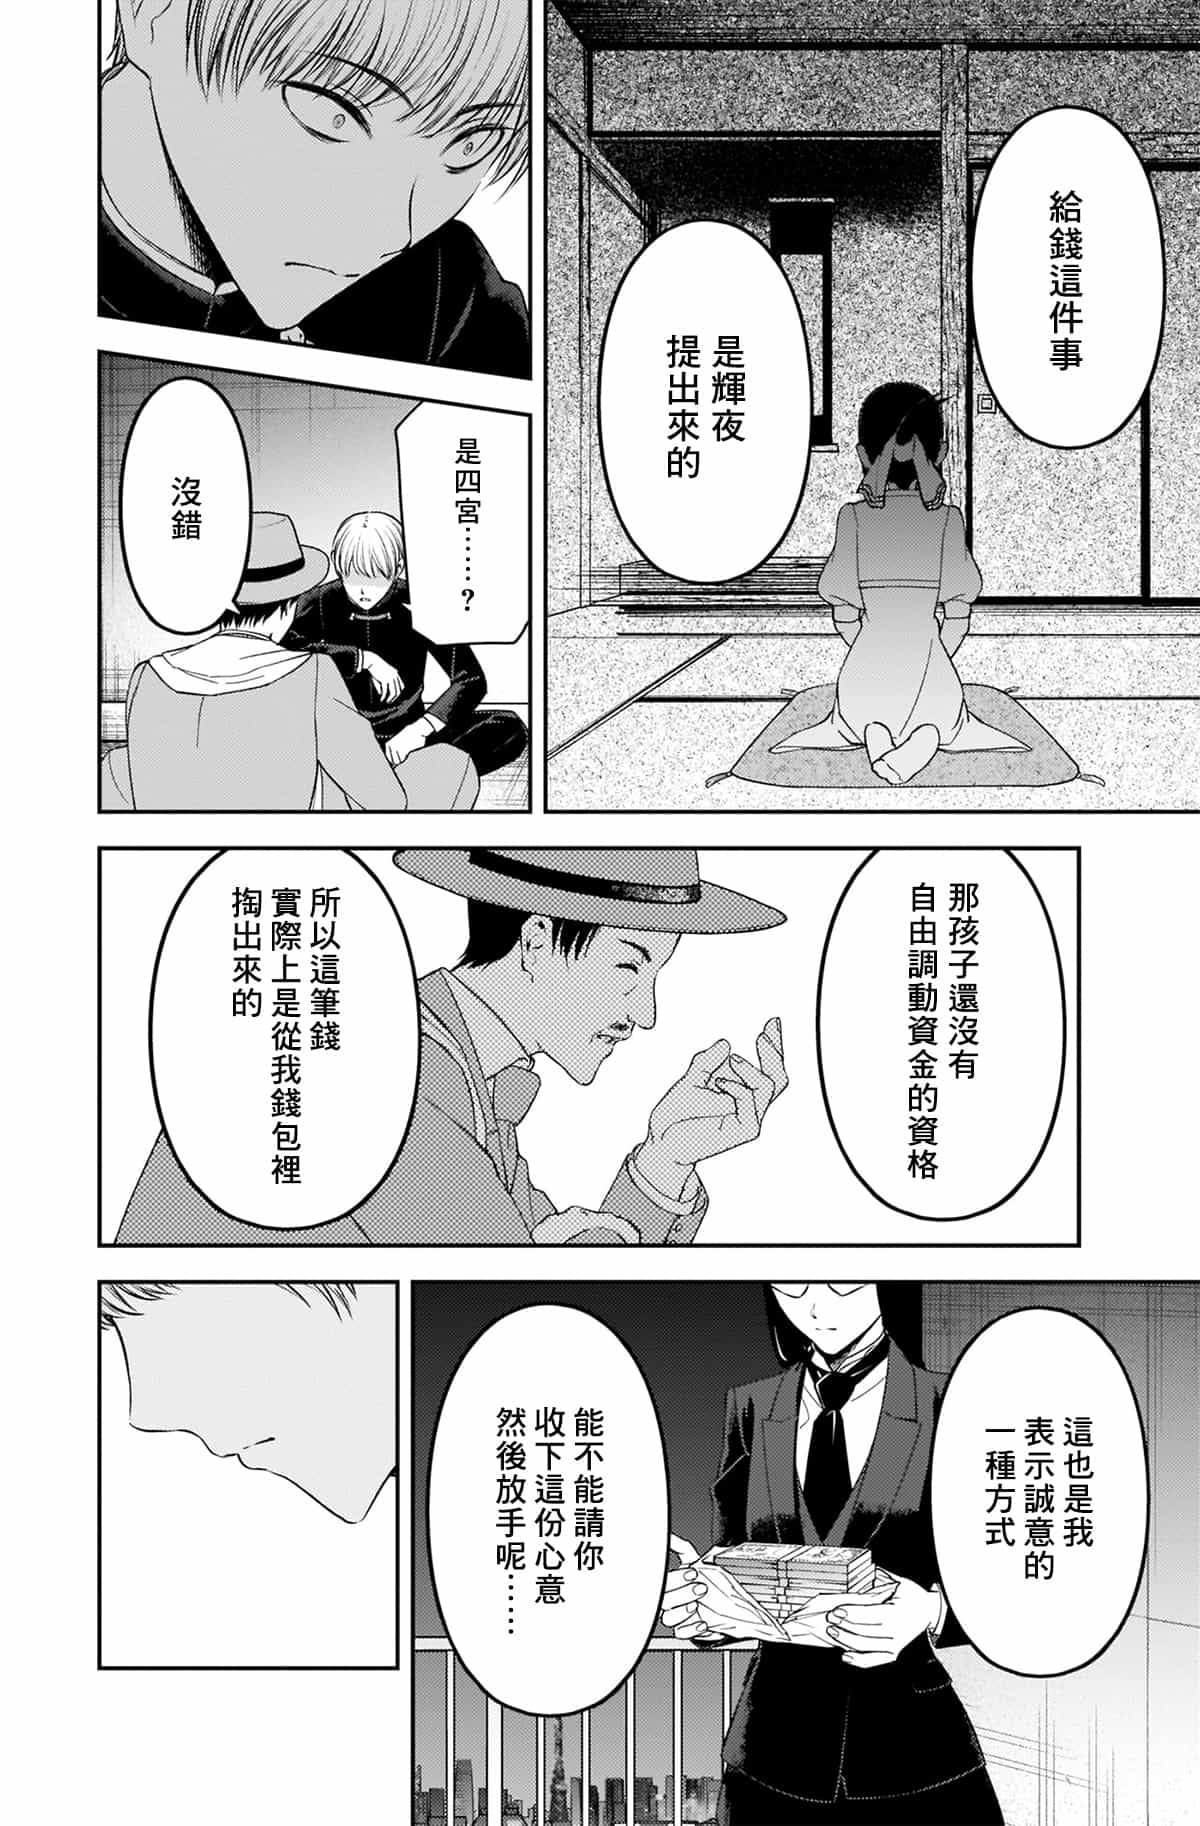 給錢這件事
是輝夜
提出來的
是四宮……?
沒錯
那孩子還沒有
自由調動資金的資格
所以這筆錢
實際上是從我錢包裡
掏出來的
這也是我
表示誠意的
一種方式
能不能請你
收下這份心意
然後放手呢……